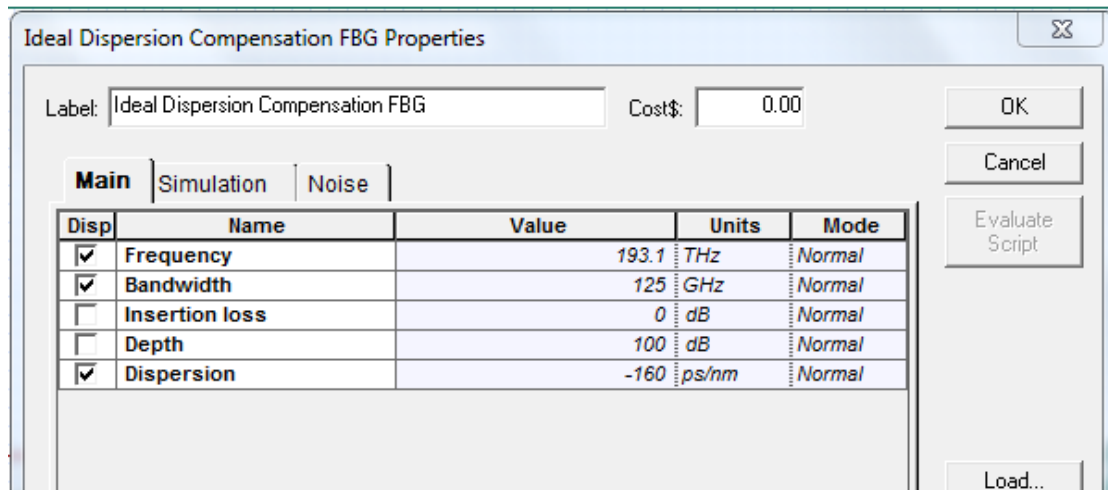 Ideal Dispersion Compensation FBG Properties
Label: Ideal Dispersion Compensation FBG Cost$: 0.00 OK
Cancel
Main Simulation Noise
Evaluate
Script
Disp Name Value Units Mode
Frequency 193.1 THz Normal
Bandwidth 125 GHz Normal
Insertion loss 0 dB Normal
Depth 100 dB Normal
Dispersion -160 ps/nm Normal
Load...